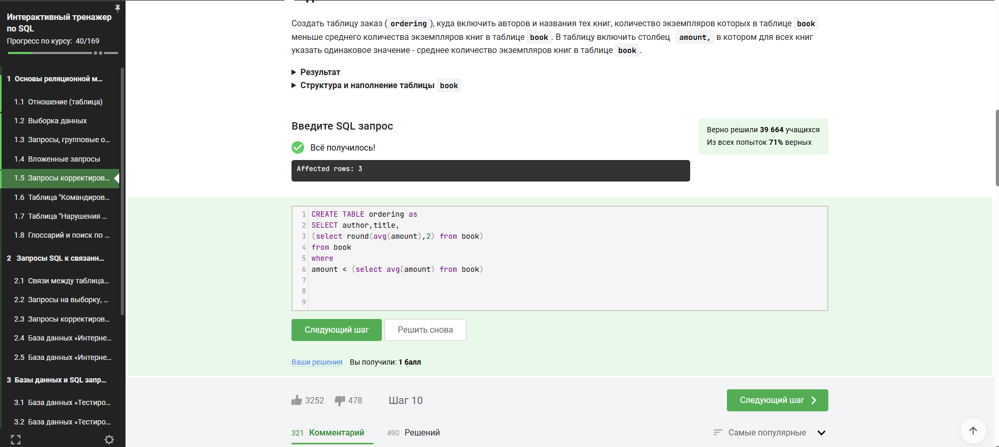 Интерактивный тренажер
по SQL
Прогресс по курсу: 40/169
1 Основы реляционной м...
1.1 Отношение (таблица)
1.2 Выборка данных
1.3 Запросы, групповые о...
1.4 Вложенные запросы
1.5 Запросы корректиров...
1.6 Таблица "Командиров...
1.7 Таблица "Нарушения ...
1.8 Глоссарий и поиск по ...
2 Запросы SQL к связанн...
2.1 Связи между таблица...
2.2 Запросы на выборку, ...
2.3 Запросы корректиров...
2.4 База данных «Интерне...
2.5 База данных «Интерне...
3 Базы данных и SQL запр...
3.1 База данных «Тестиро...
3.2 База данных «Тестиро...
Создать таблицу заказ ( ordering ), куда включить авторов и названия тех книг, количество экземпляров которых в таблице book
меньше среднего количества экземпляров книг в таблице book . В таблицу включить столбец amount, в котором для всех книг
указать одинаковое значение - среднее количество экземпляров книг в таблице book .
Результат
Структура и наполнение таблицы book
Введите SQL запрос
Всё получилось!
Affected rows: 3
Верно решили 39 664 учащихся
Из всех попыток 71% верных
1 CREATE TABLE ordering as
2 SELECT author,title,
3 (select round(avg(amount),2) from book)
4 from book
5 where
6 amount < (select avg(amount) from book)
7
8
9
Следующий шаг
Решить снова
Ваши решения Вы получили: 1 балл
3252 478 Шаг 10
Следующий шаг
321 Комментарий 490 Решений
Самые популярные